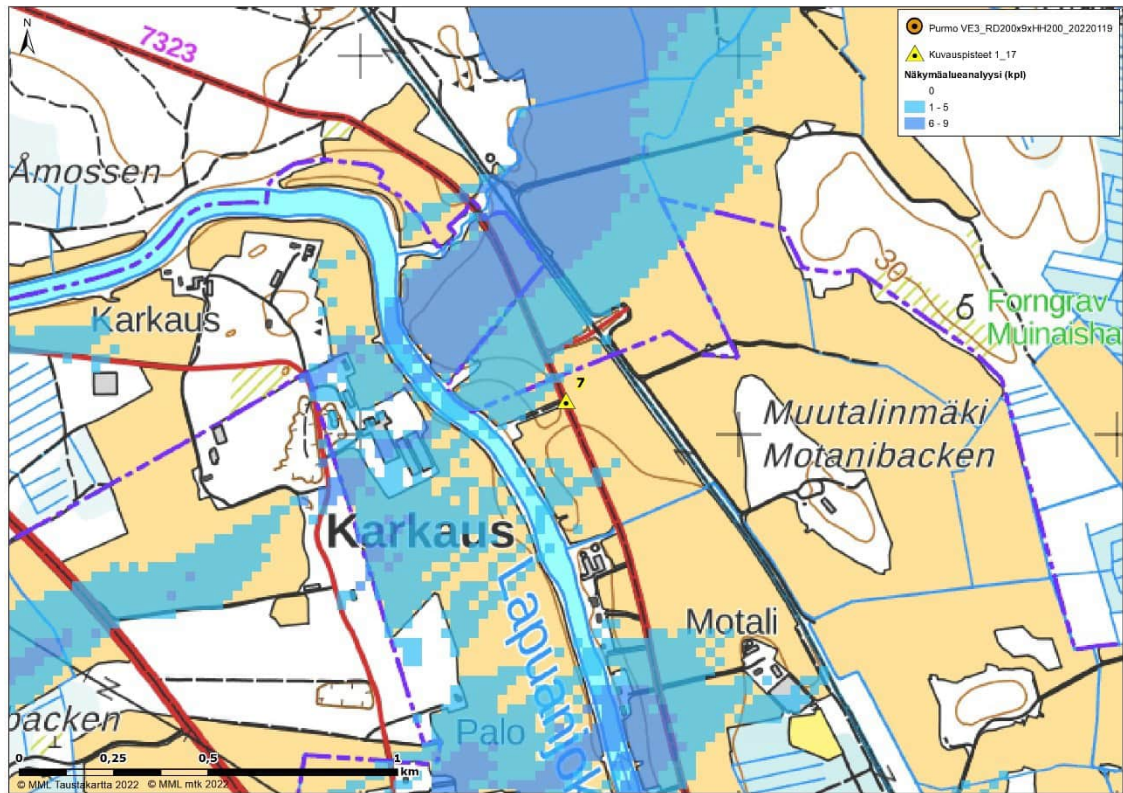 N
7323
Purmo VE3_RD200x9xHH200_20220119
Kuvauspisteet 1_17
Näkymäalueanalyysi (kpl)
0
1 - 5
6 - 9
Åmossen
Karkaus
30
5
Forngrav
Muinaisha
7
Muutalinmäki
Motanibacken
Karkaus
Lapuanjok
Motali
Palo
backen
0 0,25 0,5 1
km
© MML Taustakartta 2022 © MML mtk 2022